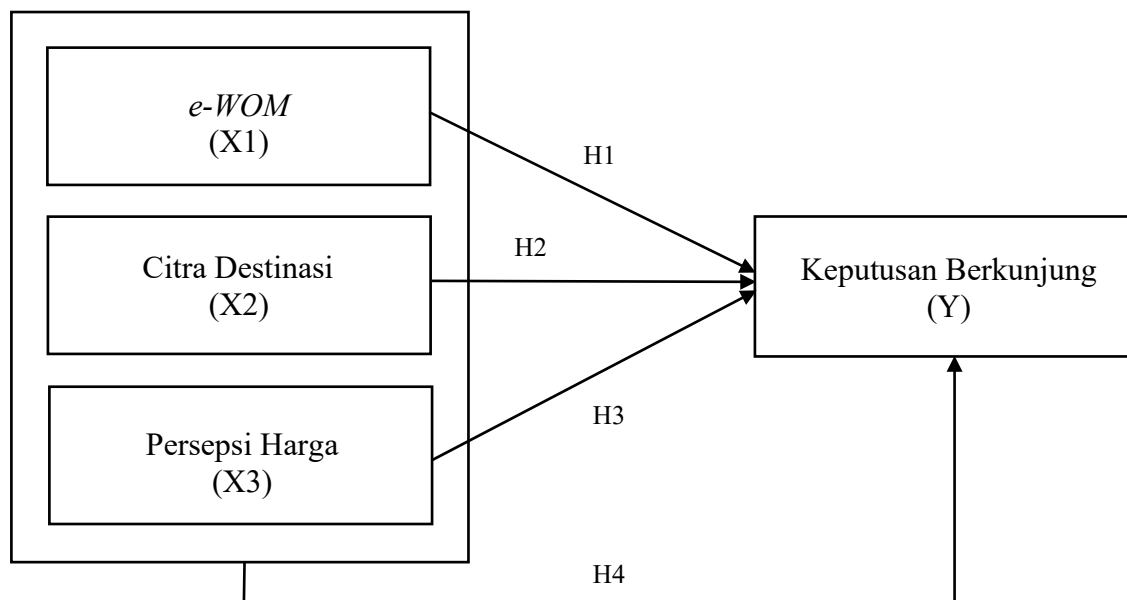 e-WOM
(X1)
H1
Citra Destinasi
(X2)
H2
Keputusan Berkunjung
(Y)
Persepsi Harga
(X3)
H3
H4